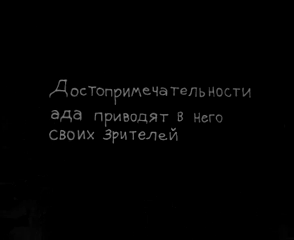 Достопримечательности
ада приводят в него
своих зрителей